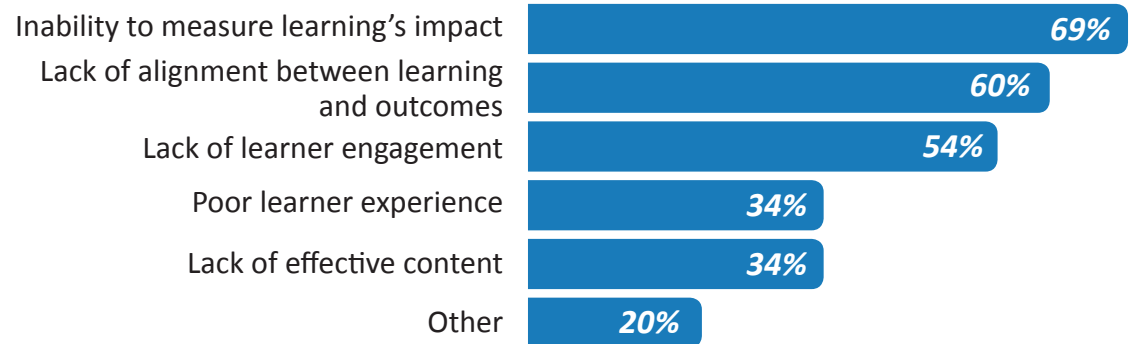 Inability to measure learning's impact 69%
Lack of alignment between learning
and outcomes 60%
Lack of learner engagement 54%
Poor learner experience 34%
Lack of effective content 34%
Other 20%